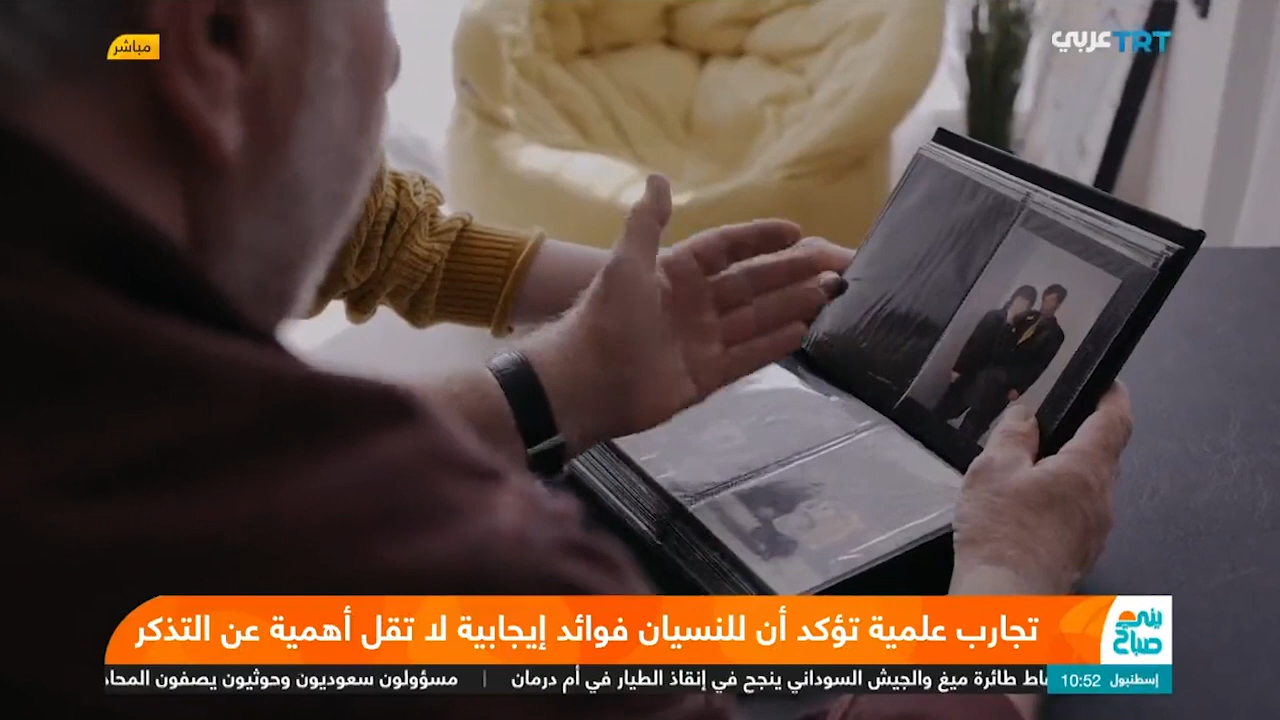 مباشر
TRT عربي
تجارب علمية تؤكد أن للنسيان فوائد إيجابية لا تقل أهمية عن التذكر
يني صباح
طائرة ميغ والجيش السوداني ينجح في إنقاذ الطيار في أم درمان | مسؤولون سعوديون وحوثيون يصفون
إسطنبول 10:52